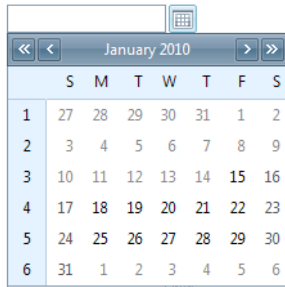 « < January 2010 > »
S M T W T F S
1 27 28 29 30 31 1 2
2 3 4 5 6 7 8 9
3 10 11 12 13 14 15 16
4 17 18 19 20 21 22 23
5 24 25 26 27 28 29 30
6 31 1 2 3 4 5 6